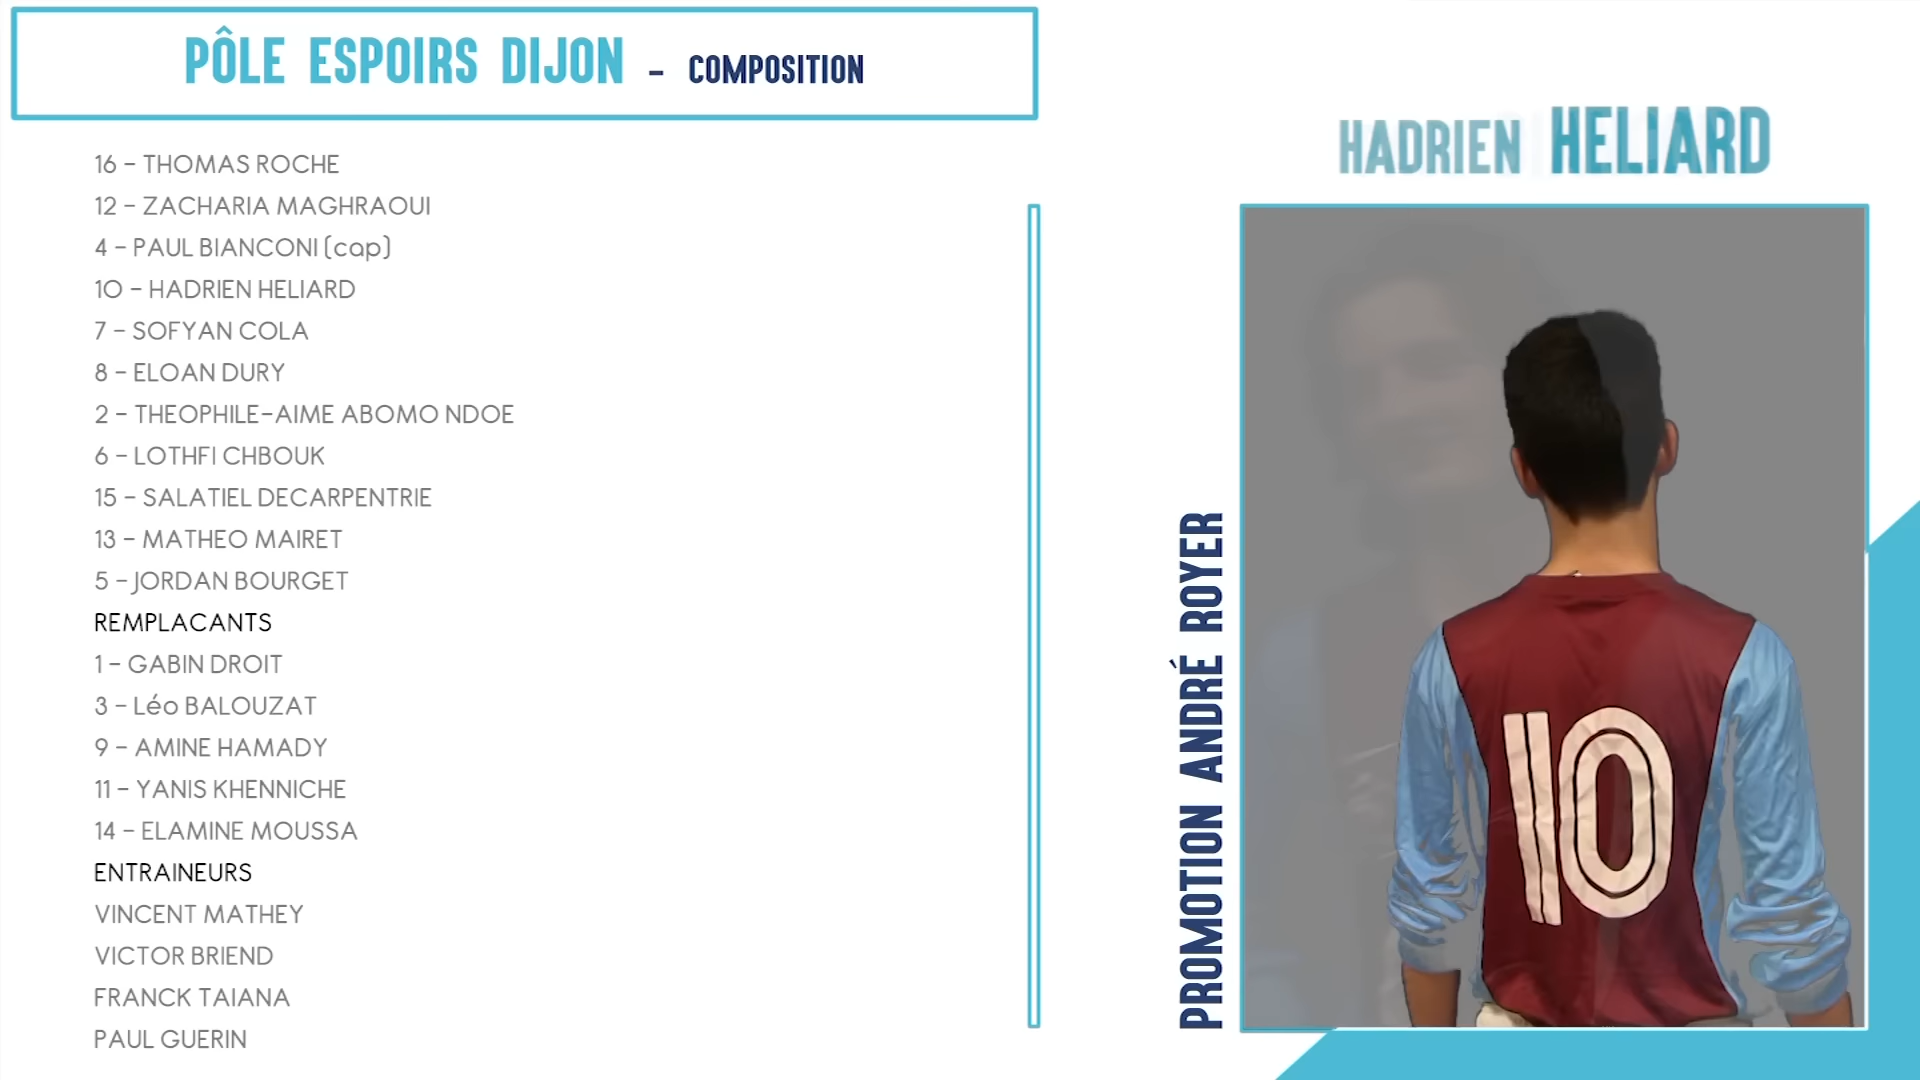 PÔLE ESPOIRS DIJON - COMPOSITION
16 - THOMAS ROCHE
12 - ZACHARIA MAGHRAOUI
4 - PAUL BIANCONI (cap)
10 - HADRIEN HELIARD
7 - SOFYAN COLA
8 - ELOAN DURY
2 - THEOPHILE-AIME ABOMO NDOE
6 - LOTHFI CHBOUK
15 - SALATIEL DECARPENTRIE
13 - MATHEO MAIRET
5 - JORDAN BOURGET
REMPLACANTS
1 - GABIN DROIT
3 - Léo BALOUZAT
9 - AMINE HAMADY
11 - YANIS KHENNICHE
14 - ELAMINE MOUSSA
ENTRAINEURS
VINCENT MATHEY
VICTOR BRIEND
FRANCK TAIANA
PAUL GUERIN
HADRIEN HELIARD
PROMOTION ANDRÉ ROYER
10